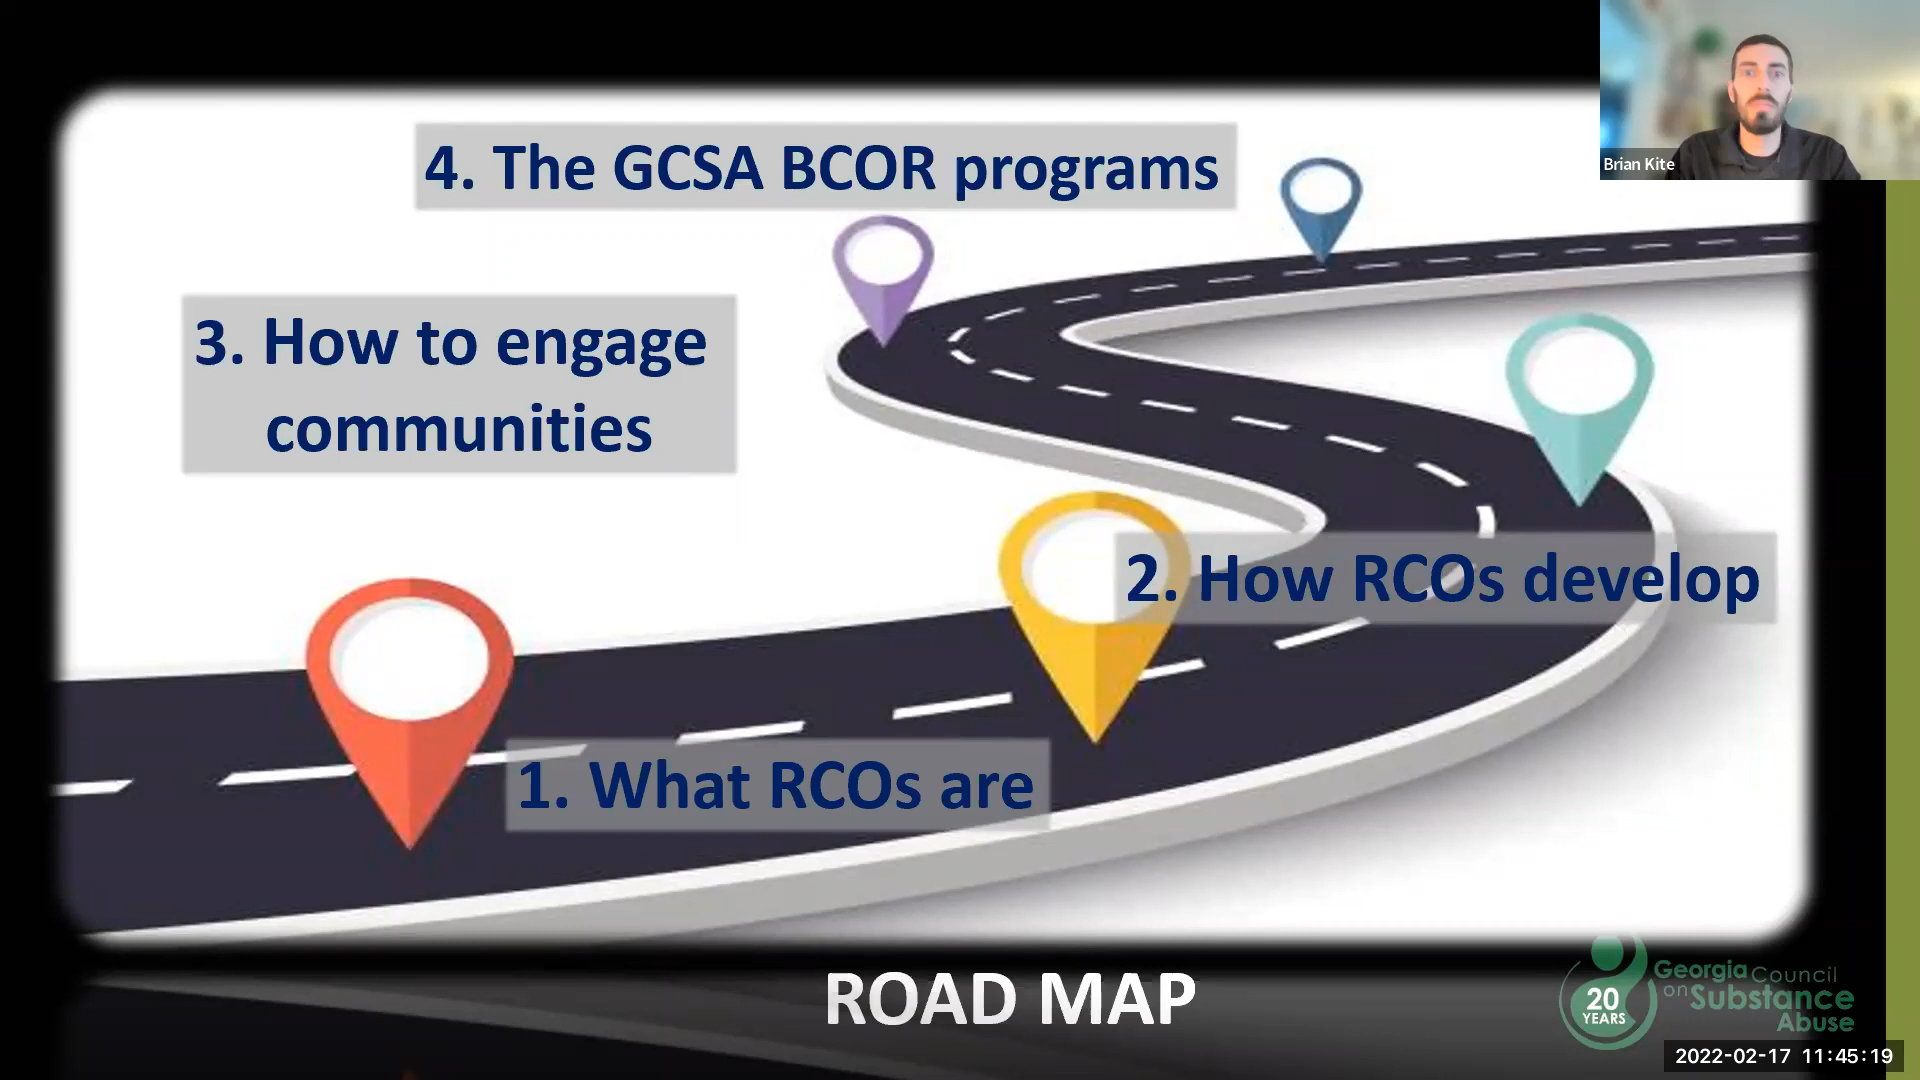 Brian Kite
4. The GCSA BCOR programs
3. How to engage
communities
2. How RCOs develop
1. What RCOs are
ROAD MAP
20
YEARS
Georgia Council
on Substance
Abuse
2022-02-17 11:45:19